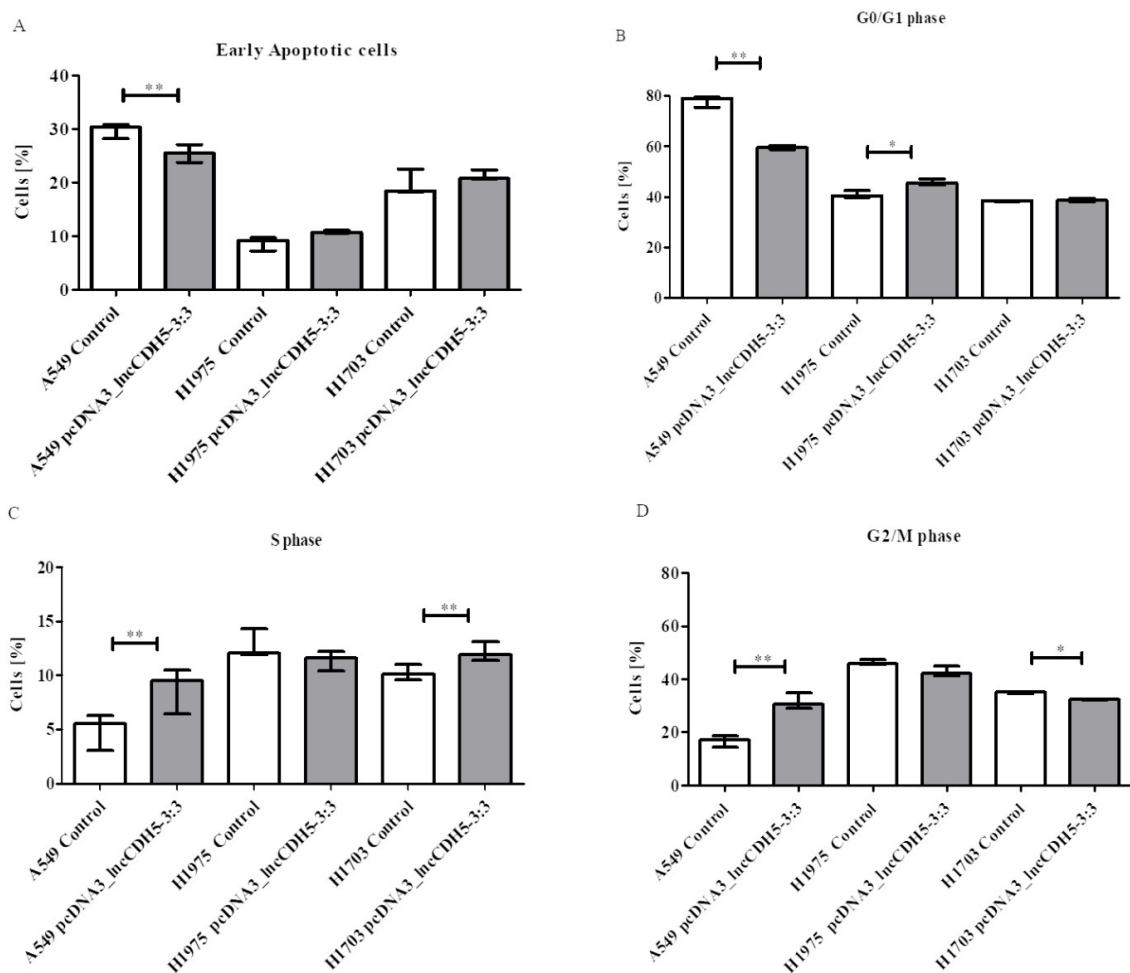 A
Early Apoptotic cells
Cells [%]
40
30
20
10
0
**
A549 Control
A549 pcDNA3_lncCDH5-3:3
H1975 Control
H1975 pcDNA3_lncCDH5-3:3
H1703 Control
H1703 pcDNA3_lncCDH5-3:3
B
G0/G1 phase
Cells [%]
80
60
40
20
0
**
*
A549 Control
A549 pcDNA3_lncCDH5-3:3
H1975 Control
H1975 pcDNA3_lncCDH5-3:3
H1703 Control
H1703 pcDNA3_lncCDH5-3:3
C
S phase
Cells [%]
20
15
10
5
0
**
**
A549 Control
A549 pcDNA3_lncCDH5-3:3
H1975 Control
H1975 pcDNA3_lncCDH5-3:3
H1703 Control
H1703 pcDNA3_lncCDH5-3:3
D
G2/M phase
Cells [%]
80
60
40
20
0
**
*
A549 Control
A549 pcDNA3_lncCDH5-3:3
H1975 Control
H1975 pcDNA3_lncCDH5-3:3
H1703 Control
H1703 pcDNA3_lncCDH5-3:3